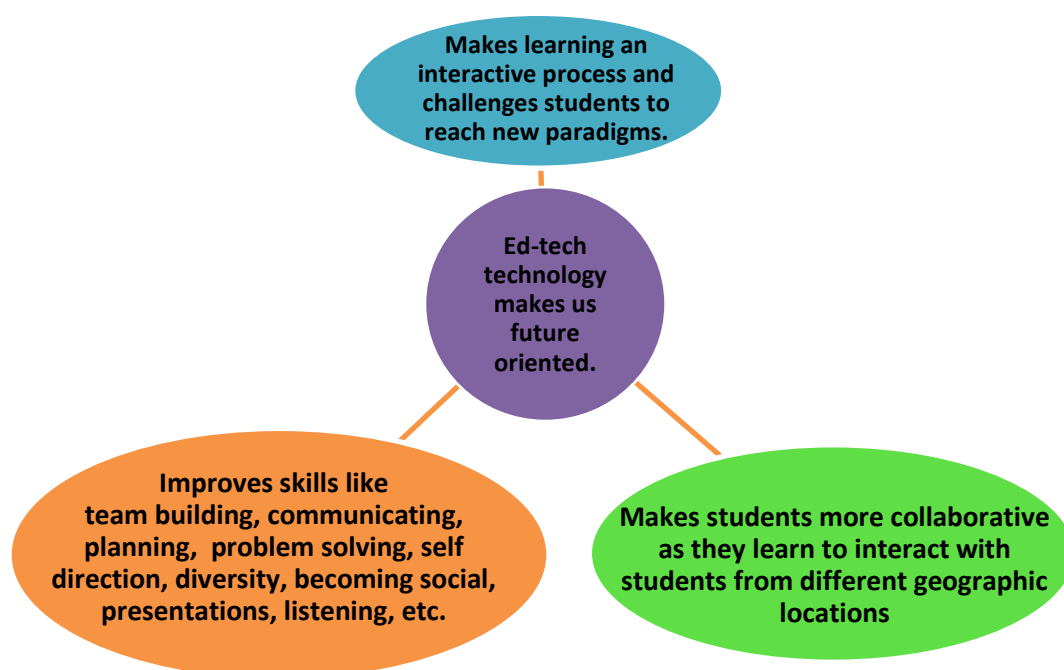 Makes learning an
interactive process and
challenges students to
reach new paradigms.
Ed-tech
technology
makes us
future
oriented.
Improves skills like
team building, communicating,
planning,  problem solving, self
direction, diversity, becoming social,
presentations, listening, etc.
Makes students more collaborative
as they learn to interact with
students from different geographic
locations